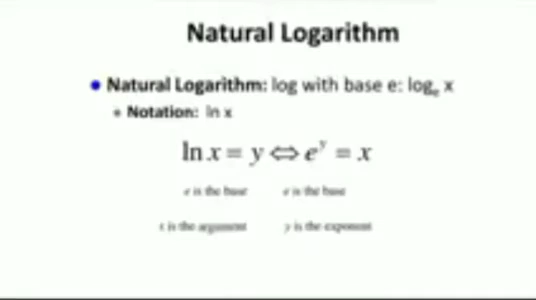 Natural Logarithm
Natural Logarithm: log with base e: logₑ x
Notation: ln x
ln x = y ⇔ e^y = x
e is the base e is the base
x is the argument y is the exponent